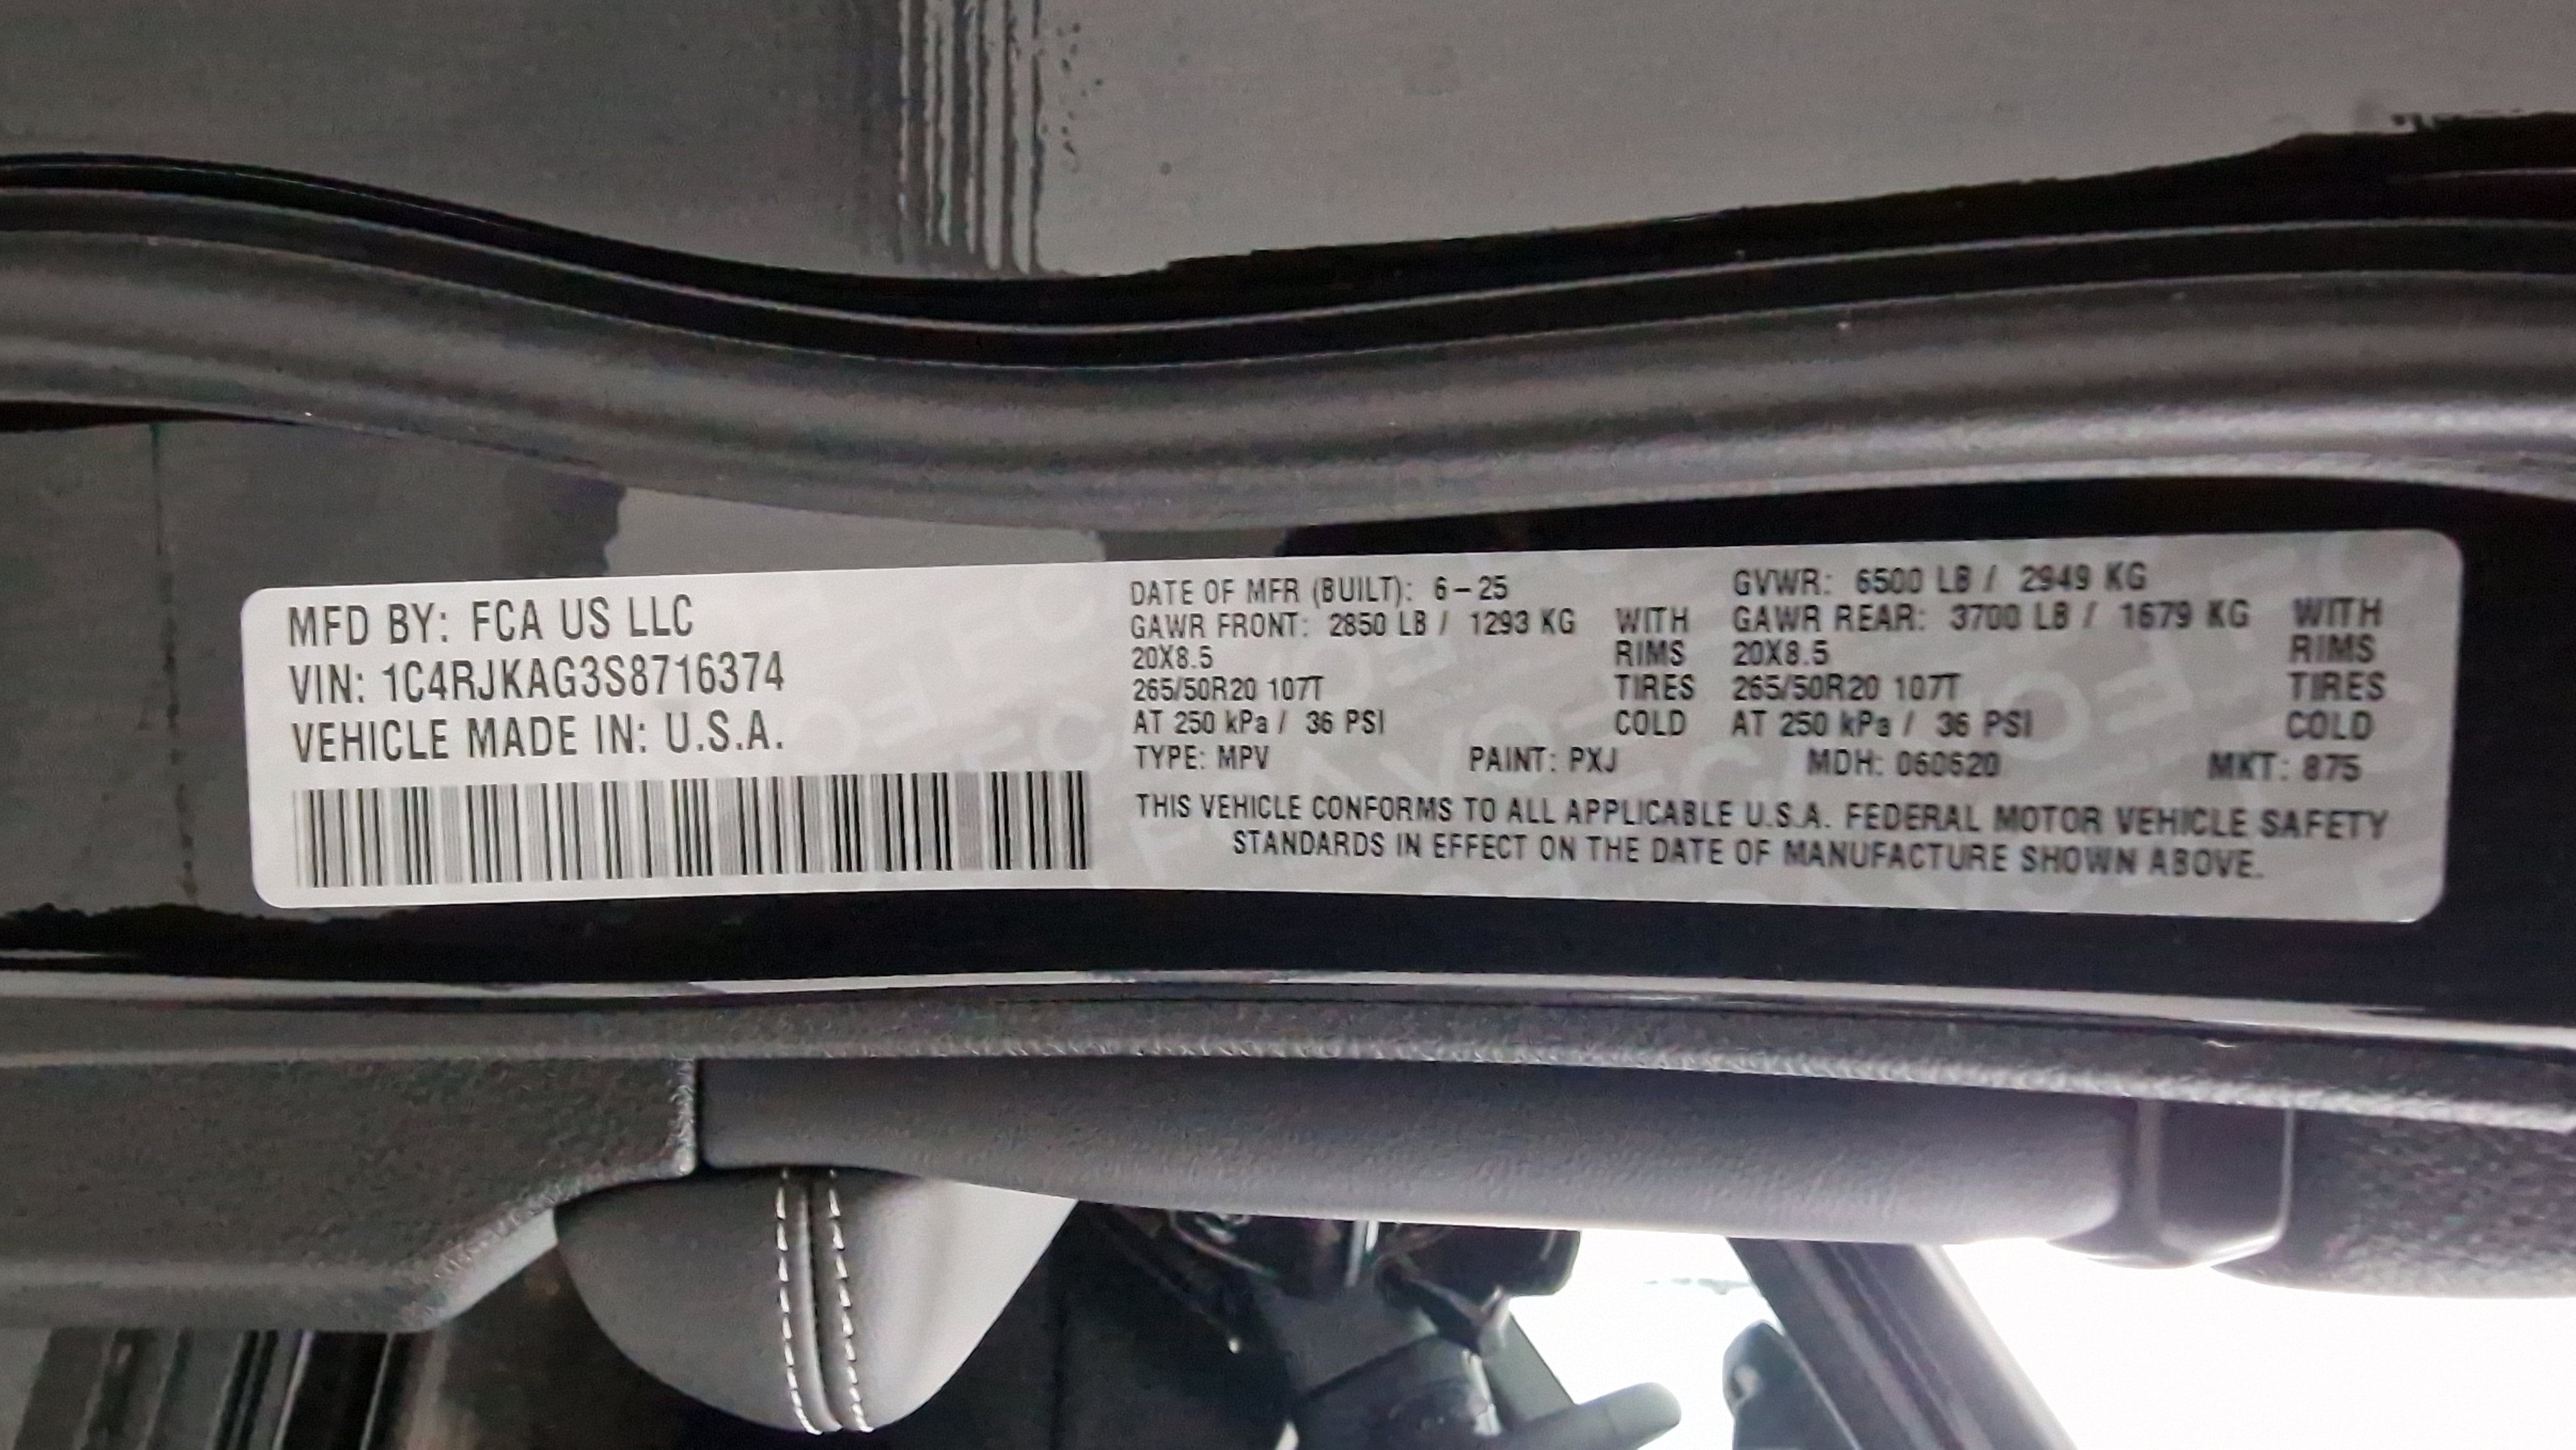 MFD BY: FCA US LLC
VIN: 1C4RJKAG3S8716374
VEHICLE MADE IN: U.S.A.
DATE OF MFR (BUILT): 6-25 GVWR: 6500 LB / 2949 KG
GAWR FRONT: 2850 LB / 1293 KG WITH GAWR REAR: 3700 LB / 1679 KG WITH
20X8.5 RIMS 20X8.5 RIMS
265/50R20 107T TIRES 265/50R20 107T TIRES
AT 250 kPa / 36 PSI COLD AT 250 kPa / 36 PSI COLD
TYPE: MPV PAINT: PXJ MDH: 060620 MKT: 875
THIS VEHICLE CONFORMS TO ALL APPLICABLE U.S.A. FEDERAL MOTOR VEHICLE SAFETY
STANDARDS IN EFFECT ON THE DATE OF MANUFACTURE SHOWN ABOVE.